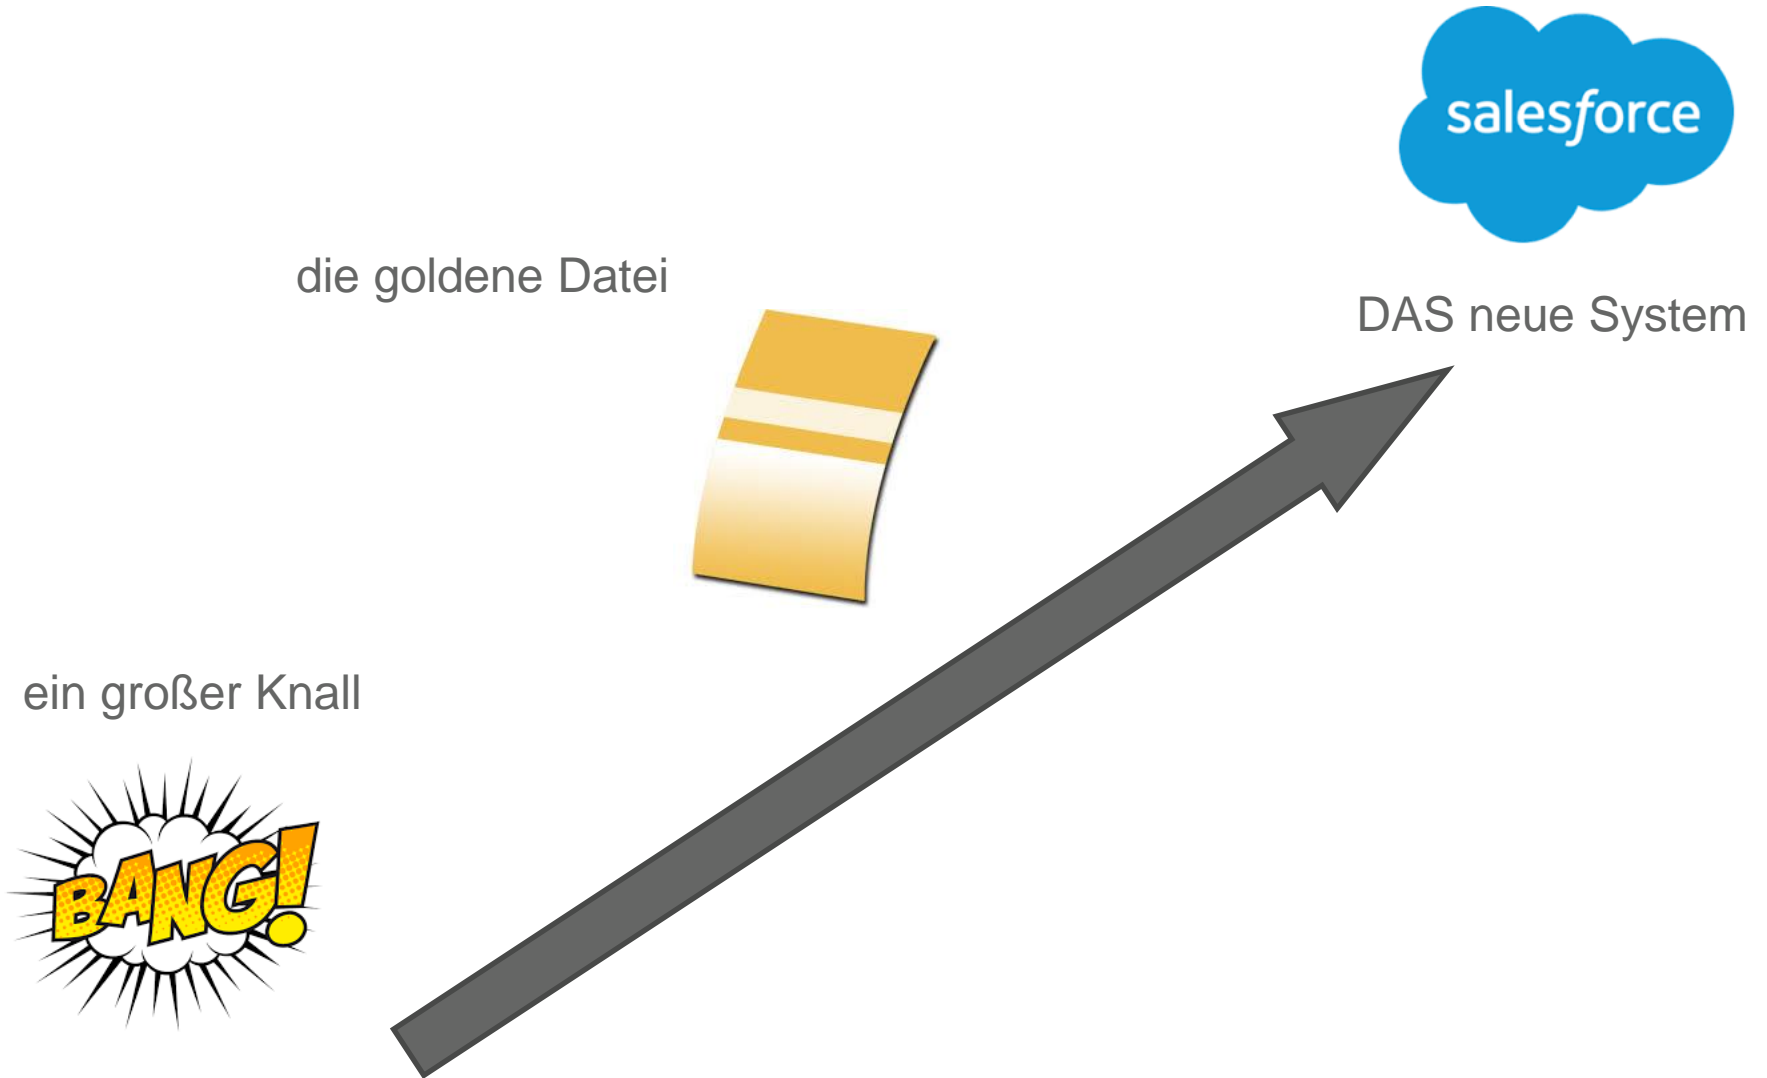 salesforce
die goldene Datei
DAS neue System
ein großer Knall
BANG!